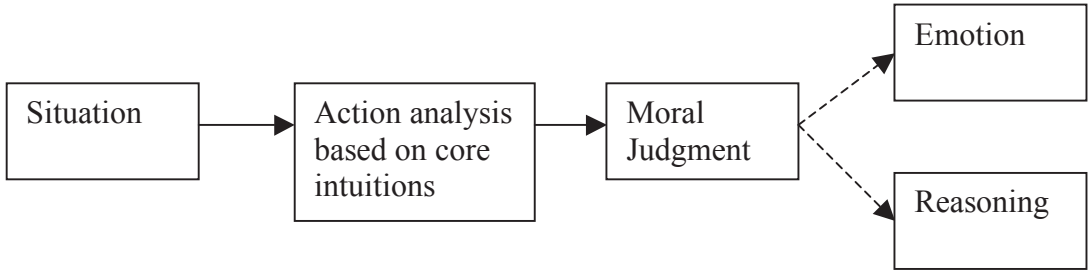 Situation
Action analysis
based on core
intuitions
Moral
Judgment
Emotion
Reasoning